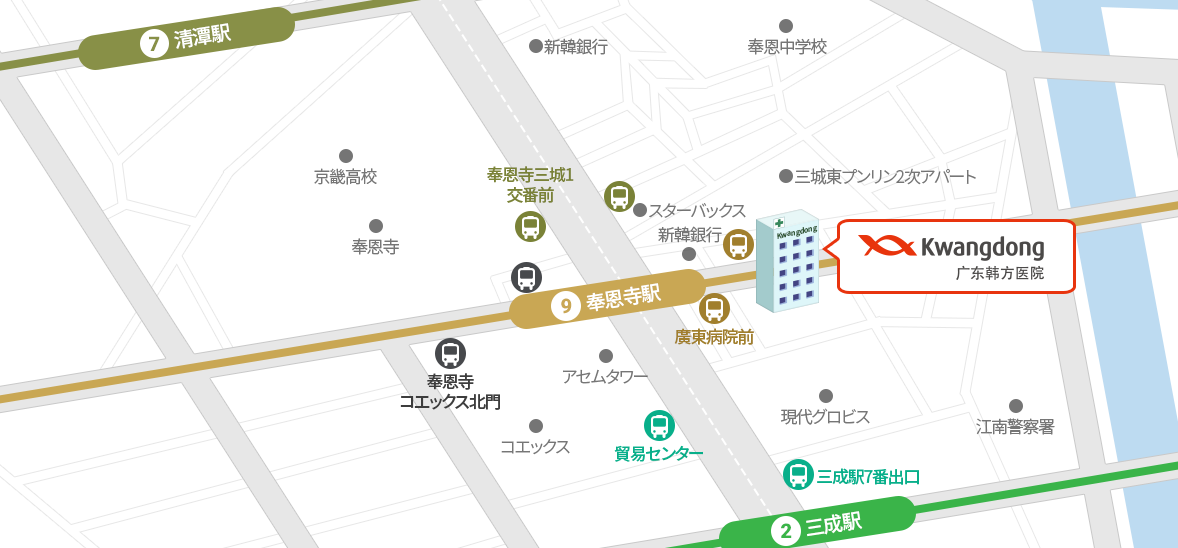 7 清潭駅
新韓銀行
奉恩中学校
京畿高校
奉恩寺三城1
交番前
三城東プンリン2次アパート
スターバックス
奉恩寺
新韓銀行
Kwangdong
Kwangdong
广东韩方医院
9 奉恩寺駅
廣東病院前
奉恩寺
コエックス北門
アセムタワー
現代グロビス
江南警察署
コエックス
貿易センター
三成駅7番出口
2 三成駅